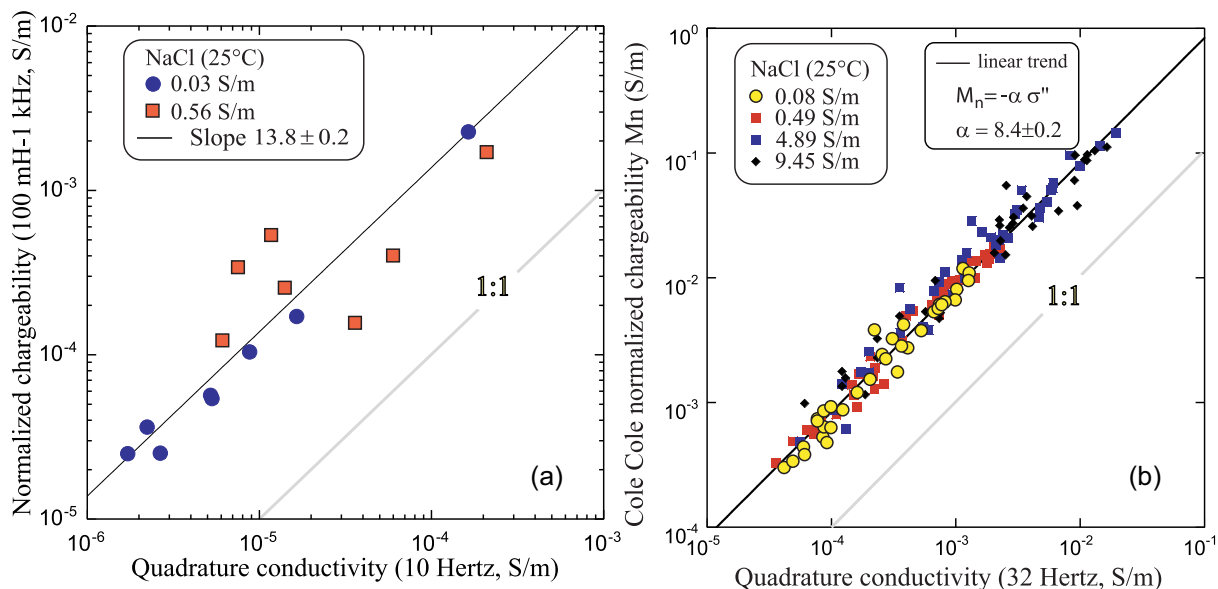 Normalized chargeability (100 mH-1 kHz, S/m)
10⁻²
10⁻³
10⁻⁴
10⁻⁵
NaCl (25°C)
0.03 S/m
0.56 S/m
Slope 13.8 ± 0.2
1:1
(a)
10⁻⁶
10⁻⁵
10⁻⁴
10⁻³
Quadrature conductivity (10 Hertz, S/m)
Cole Cole normalized chargeability Mn (S/m)
10⁰
10⁻¹
10⁻²
10⁻³
10⁻⁴
NaCl (25°C)
0.08 S/m
0.49 S/m
4.89 S/m
9.45 S/m
linear trend
Mₙ=-α σ"
α = 8.4±0.2
1:1
(b)
10⁻⁵
10⁻⁴
10⁻³
10⁻²
10⁻¹
Quadrature conductivity (32 Hertz, S/m)